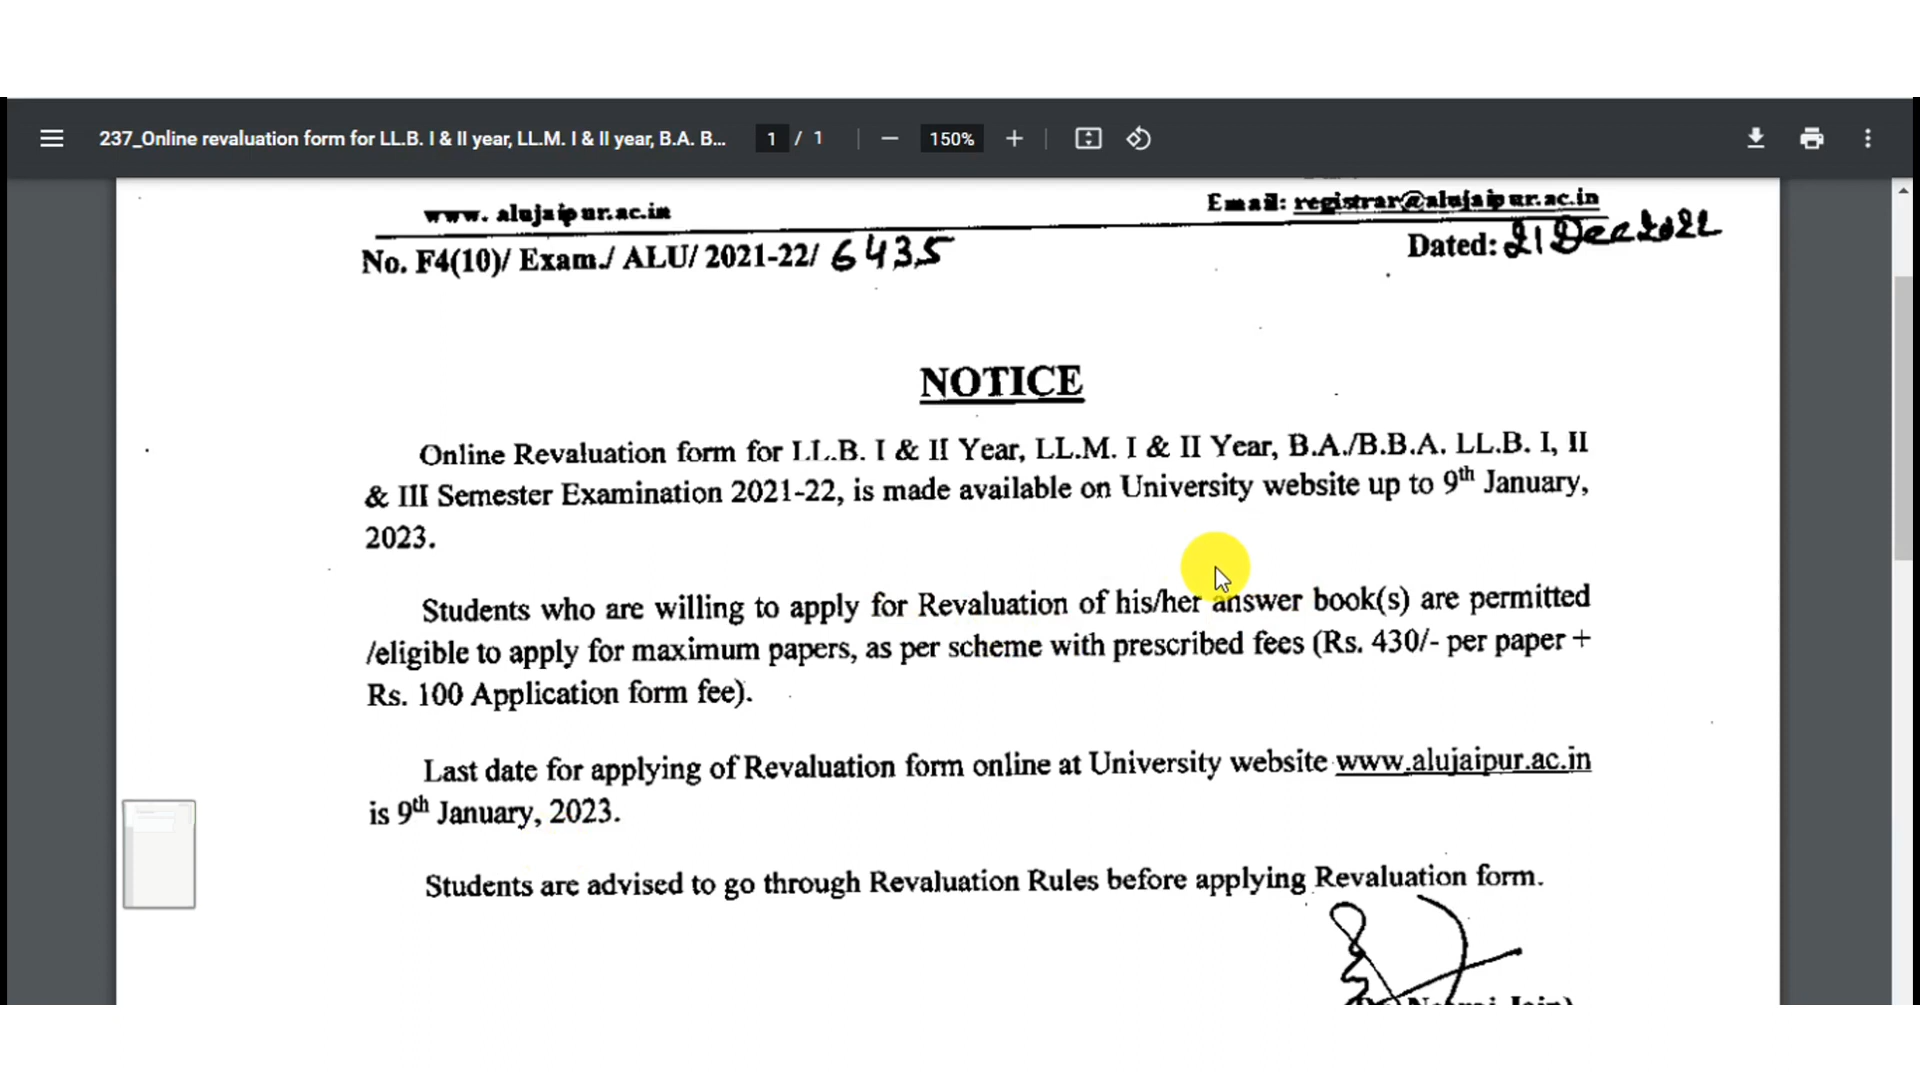 237_Online revaluation form for LL.B. I & II year, LL.M. I & II year, B.A. B... 1 / 1 150%
www. alujaipur.ac.in
Email: registrar@alujaipur.ac.in
No. F4(10)/ Exam./ ALU/ 2021-22/ 6435
Dated: 21 Dec 2022
NOTICE
Online Revaluation form for LL.B. I & II Year, LL.M. I & II Year, B.A./B.B.A. LL.B. I, II
& III Semester Examination 2021-22, is made available on University website up to 9th January,
2023.
Students who are willing to apply for Revaluation of his/her answer book(s) are permitted
/eligible to apply for maximum papers, as per scheme with prescribed fees (Rs. 430/- per paper +
Rs. 100 Application form fee).
Last date for applying of Revaluation form online at University website www.alujaipur.ac.in
is 9th January, 2023.
Students are advised to go through Revaluation Rules before applying Revaluation form.